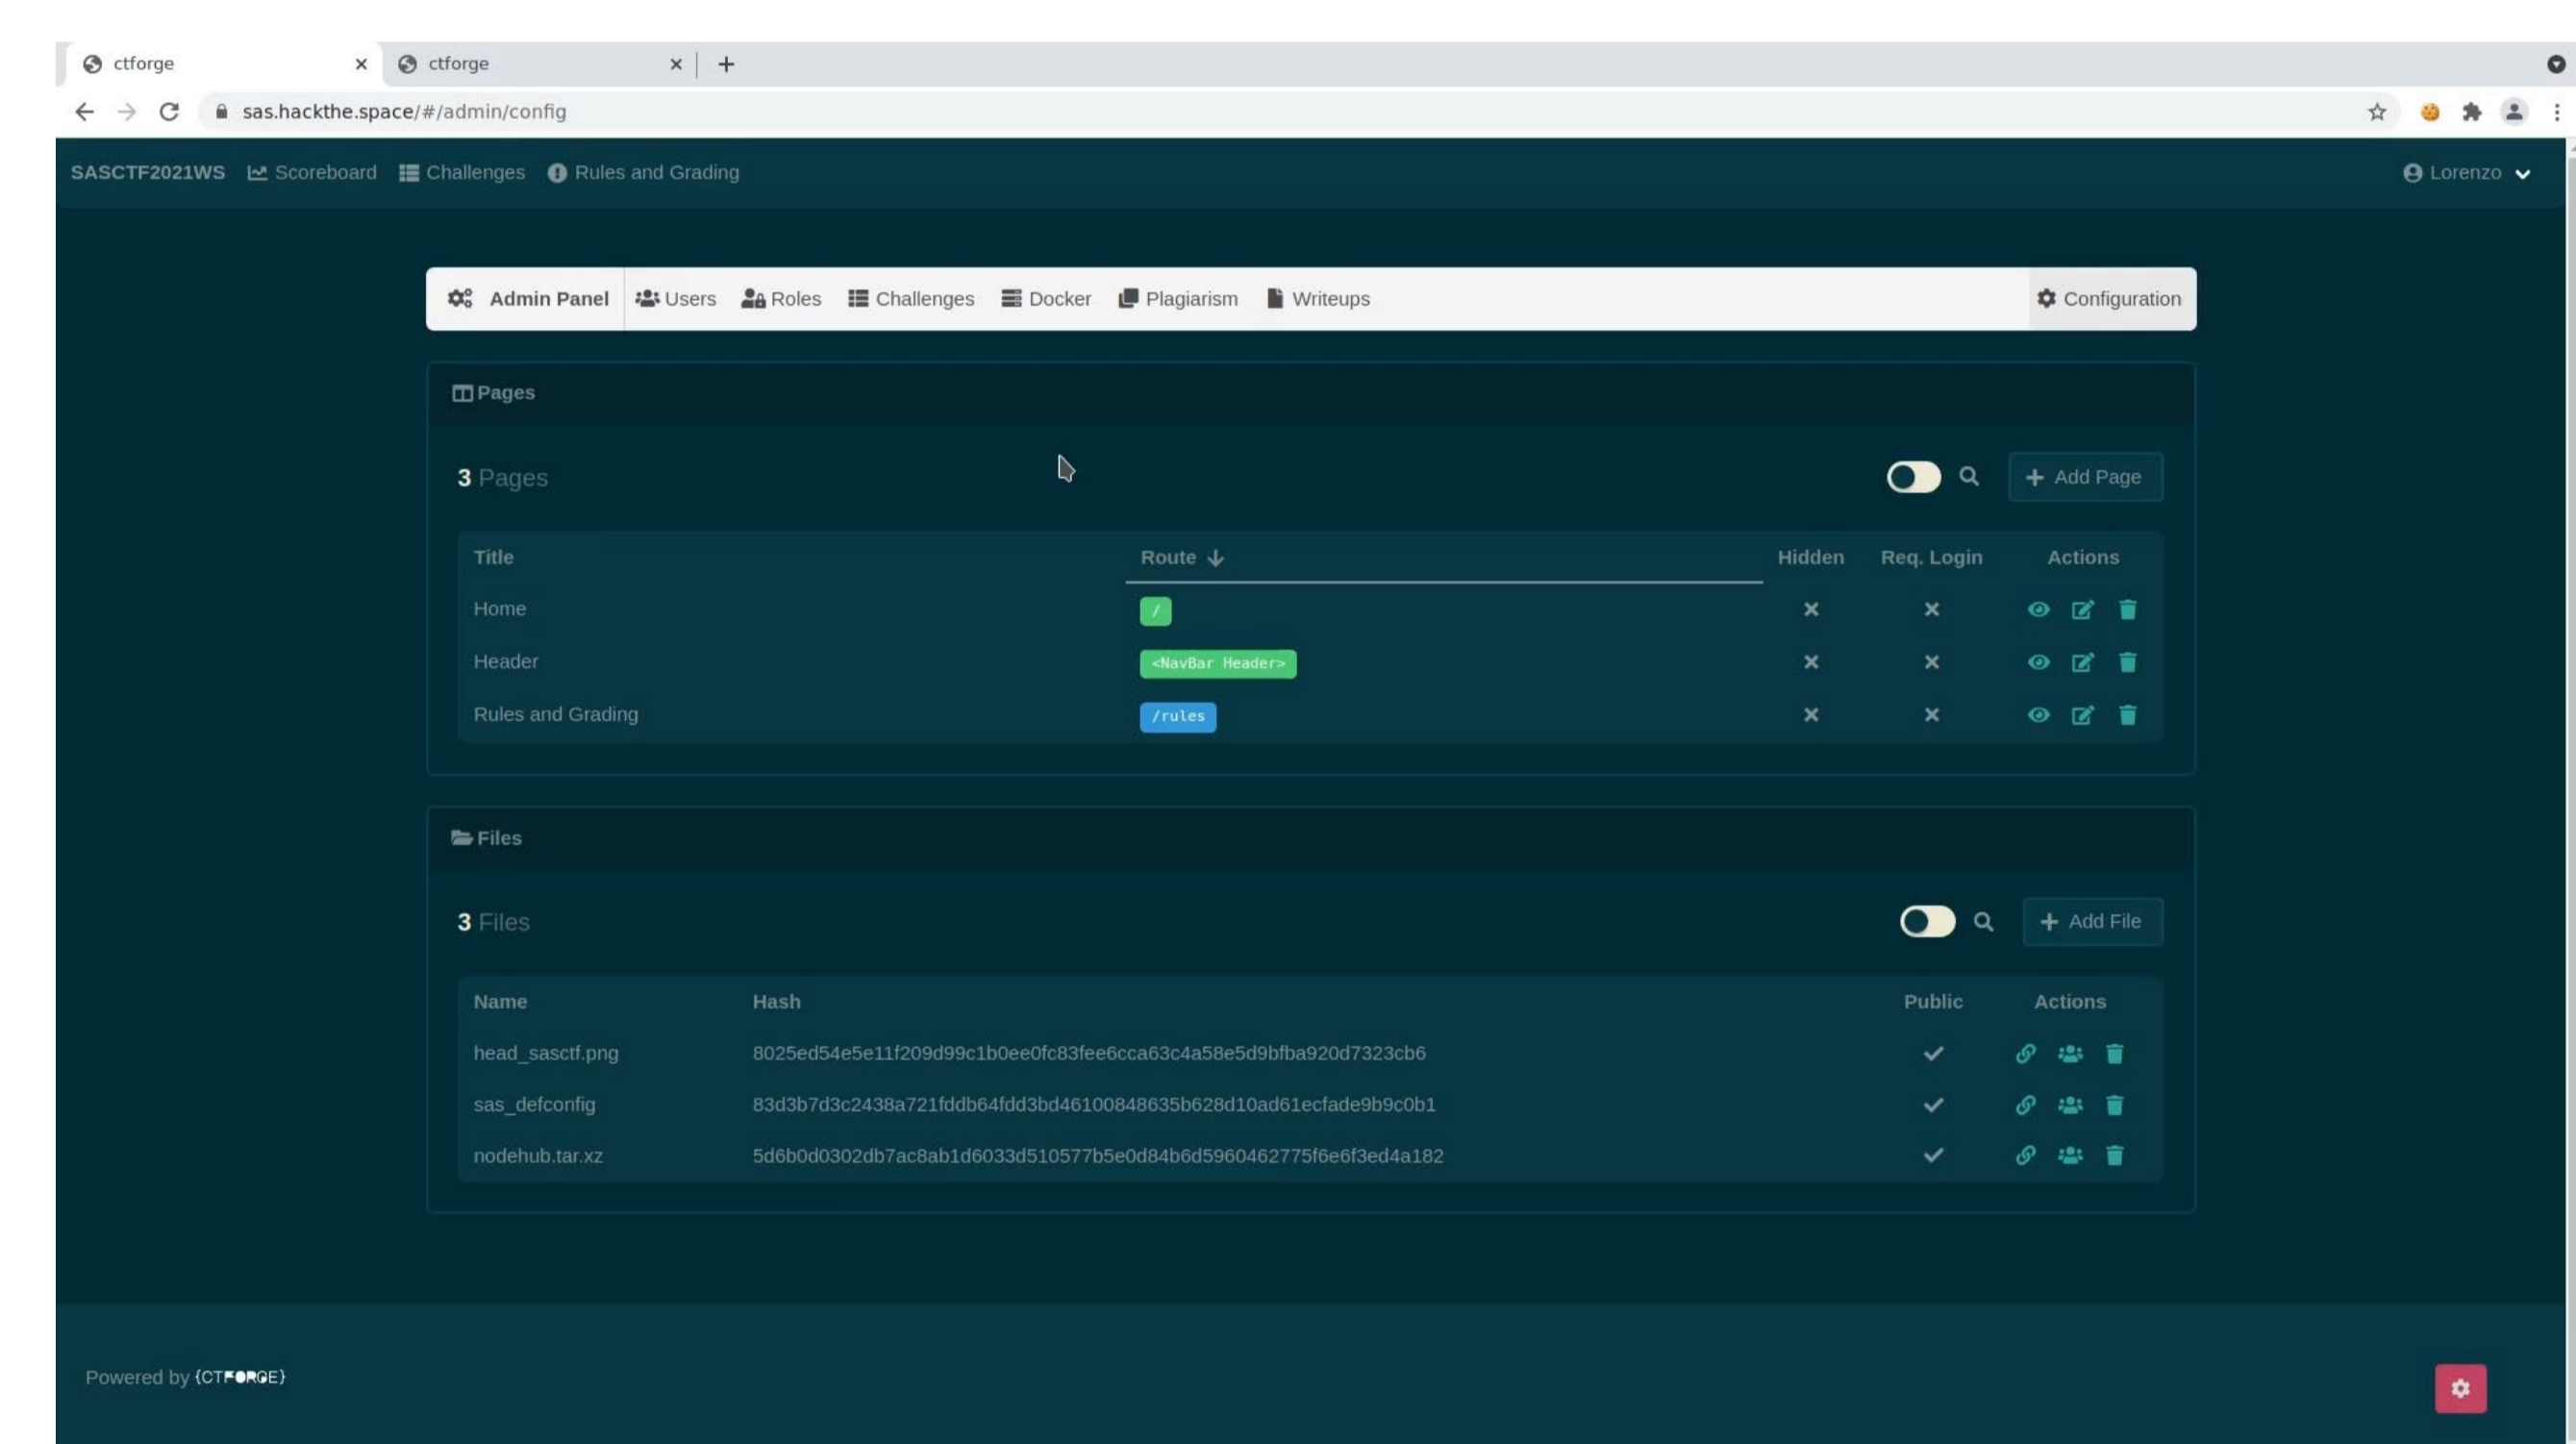 ctforge ctforge
sas.hackthe.space/#/admin/config
SASCTF2021WS Scoreboard Challenges Rules and Grading Lorenzo
Admin Panel Users Roles Challenges Docker Plagiarism Writeups Configuration
Pages
3 Pages + Add Page
Title Route Hidden Req. Login Actions
Home /
Header <NavBar Header>
Rules and Grading /rules
Files
3 Files + Add File
Name Hash Public Actions
head_sasctf.png 8025ed54e5e11f209d99c1b0ee0fc83fee6cca63c4a58e5d9bfba920d7323cb6
sas_defconfig 83d3b7d3c2438a721fddb64fdd3bd46100848635b628d10ad61ecfade9b9c0b1
nodehub.tar.xz 5d6b0d0302db7ac8ab1d6033d510577b5e0d84b6d5960462775f6e6f3ed4a182
Powered by {CTFORGE}